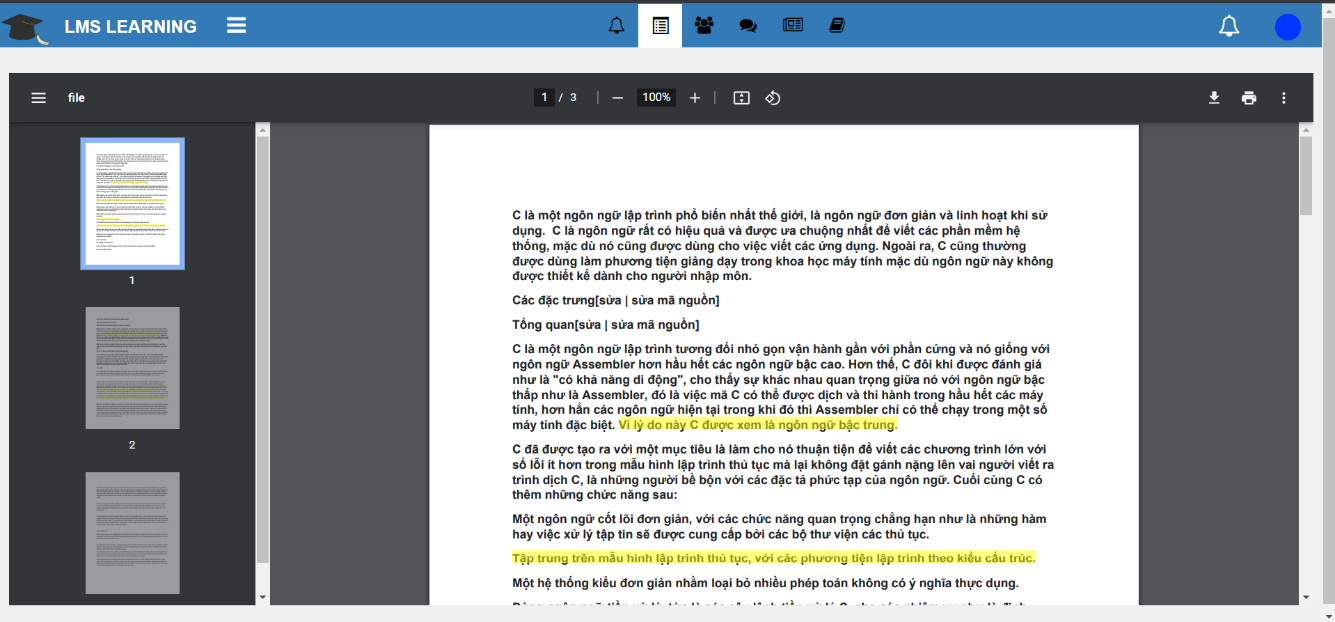 LMS LEARNING
file
1 / 3
100%
1
2
C là một ngôn ngữ lập trình phổ biến nhất thế giới, là ngôn ngữ đơn giản và linh hoạt khi sử
dụng.  C là ngôn ngữ rất có hiệu quả và được ưa chuộng nhất để viết các phần mềm hệ
thống, mặc dù nó cũng được dùng cho việc viết các ứng dụng. Ngoài ra, C cũng thường
được dùng làm phương tiện giảng dạy trong khoa học máy tính mặc dù ngôn ngữ này không
được thiết kế dành cho người nhập môn.
Các đặc trưng[sửa | sửa mã nguồn]
Tổng quan[sửa | sửa mã nguồn]
C là một ngôn ngữ lập trình tương đối nhỏ gọn vận hành gần với phần cứng và nó giống với
ngôn ngữ Assembler hơn hầu hết các ngôn ngữ bậc cao. Hơn thế, C đôi khi được đánh giá
như là "có khả năng di động", cho thấy sự khác nhau quan trọng giữa nó với ngôn ngữ bậc
thấp như là Assembler, đó là việc mã C có thể được dịch và thi hành trong hầu hết các máy
tính, hơn hẳn các ngôn ngữ hiện tại trong khi đó thì Assembler chỉ có thể chạy trong một số
máy tính đặc biệt. Vì lý do này C được xem là ngôn ngữ bậc trung.
C đã được tạo ra với một mục tiêu là làm cho nó thuận tiện để viết các chương trình lớn với
số lỗi ít hơn trong mẫu hình lập trình thủ tục mà lại không đặt gánh nặng lên vai người viết ra
trình dịch C, là những người bề bộn với các đặc tả phức tạp của ngôn ngữ. Cuối cùng C có
thêm những chức năng sau:
Một ngôn ngữ cốt lõi đơn giản, với các chức năng quan trọng chẳng hạn như là những hàm
hay việc xử lý tập tin sẽ được cung cấp bởi các bộ thư viện các thủ tục.
Tập trung trên mẫu hình lập trình thủ tục, với các phương tiện lập trình theo kiểu cấu trúc.
Một hệ thống kiểu đơn giản nhằm loại bỏ nhiều phép toán không có ý nghĩa thực dụng.